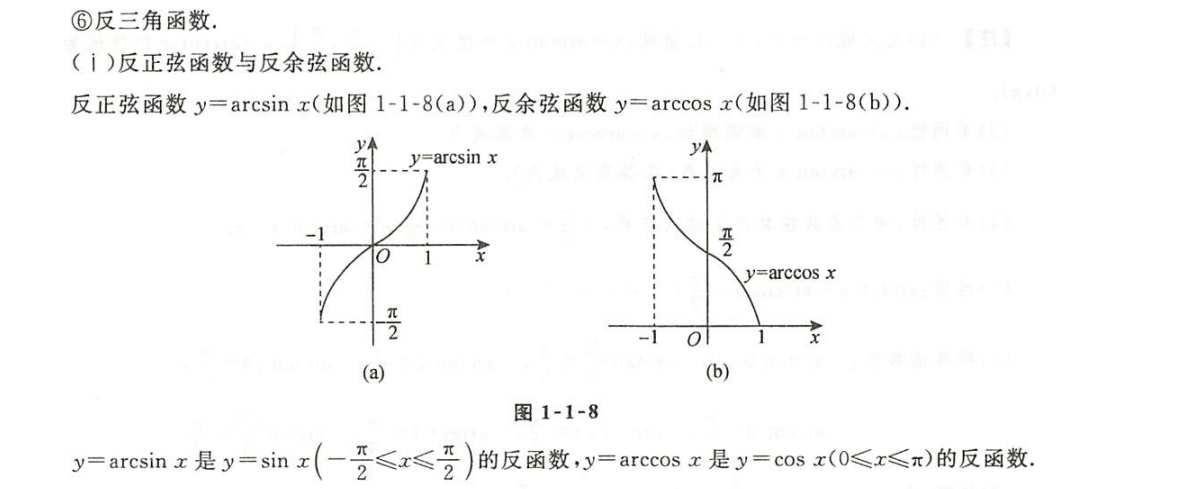 ⑥反三角函数.
(ⅰ)反正弦函数与反余弦函数.
反正弦函数 y=arcsin x(如图 1-1-8(a)),反余弦函数 y=arccos x(如图 1-1-8(b)).
y
π/2
y=arcsin x
-1
O
1
x
-π/2
(a)
y
π
π/2
y=arccos x
-1
O
1
x
(b)
图 1-1-8
y=arcsin x 是 y=sin x(-π/2≤x≤π/2)的反函数,y=arccos x 是 y=cos x(0≤x≤π)的反函数.